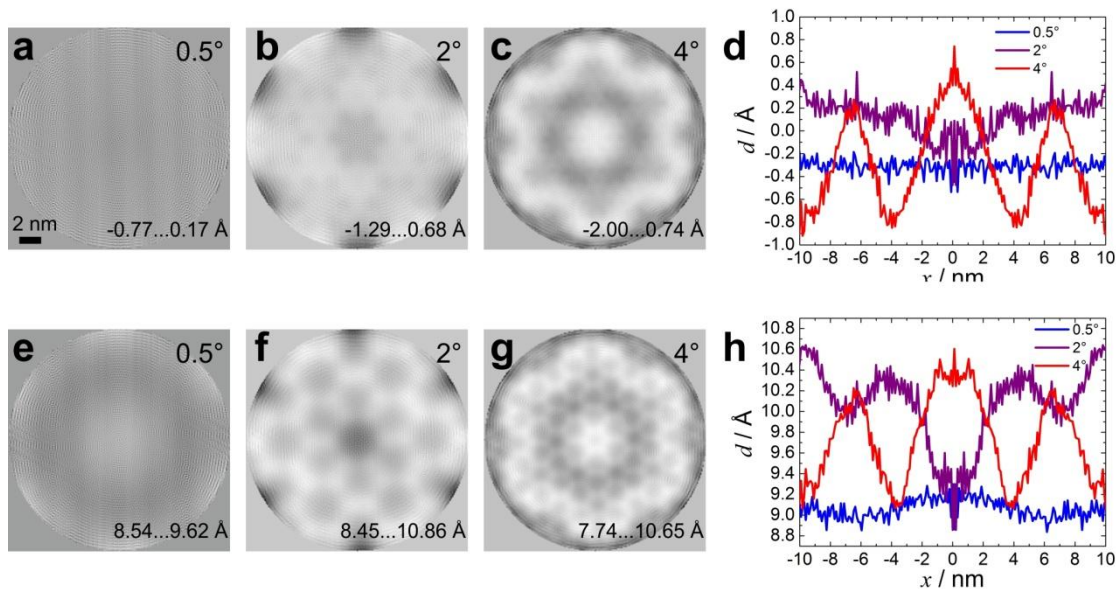 a
0.5°
2 nm
-0.77...0.17 Å
b
2°
-1.29...0.68 Å
c
4°
-2.00...0.74 Å
d
1.0
0.8
0.6
0.4
0.2
0.0
-0.2
-0.4
-0.6
-0.8
-1.0
d / Å
0.5°
2°
4°
-10 -8 -6 -4 -2 0 2 4 6 8 10
x / nm
e
0.5°
8.54...9.62 Å
f
2°
8.45...10.86 Å
g
4°
7.74...10.65 Å
h
10.8
10.6
10.4
10.2
10.0
9.8
9.6
9.4
9.2
9.0
8.8
d / Å
0.5°
2°
4°
-10 -8 -6 -4 -2 0 2 4 6 8 10
x / nm